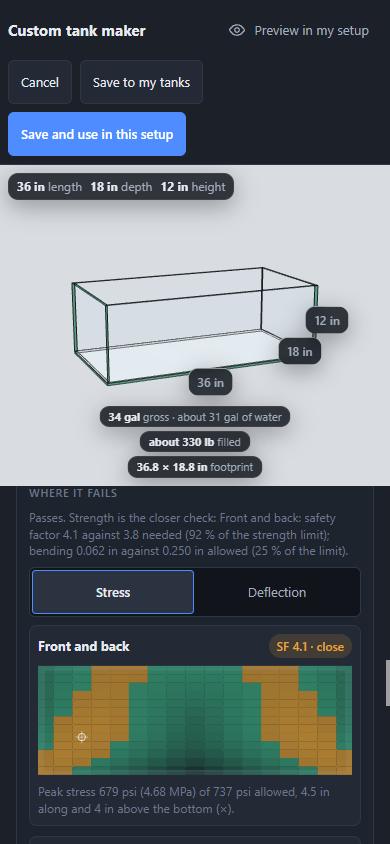 Custom tank maker
Preview in my setup
Cancel
Save to my tanks
Save and use in this setup
36 in length 18 in depth 12 in height
12 in
18 in
36 in
34 gal gross · about 31 gal of water
about 330 lb filled
36.8 × 18.8 in footprint
WHERE IT FAILS
Passes. Strength is the closer check: Front and back: safety
factor 4.1 against 3.8 needed (92 % of the strength limit);
bending 0.062 in against 0.250 in allowed (25 % of the limit).
Stress
Deflection
Front and back
SF 4.1 · close
Peak stress 679 psi (4.68 MPa) of 737 psi allowed, 4.5 in
along and 4 in above the bottom (×).